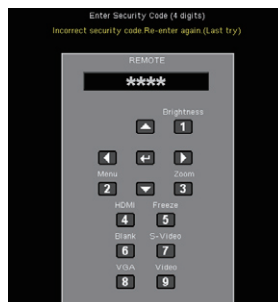 Enter Security Code (4 digits)
Incorrect security code.Re-enter again.(Last try)
REMOTE
****
Brightness
1
Menu Zoom
2 3
HDMI Freeze
4 5
Blank S-Video
6 7
VGA Video
8 9